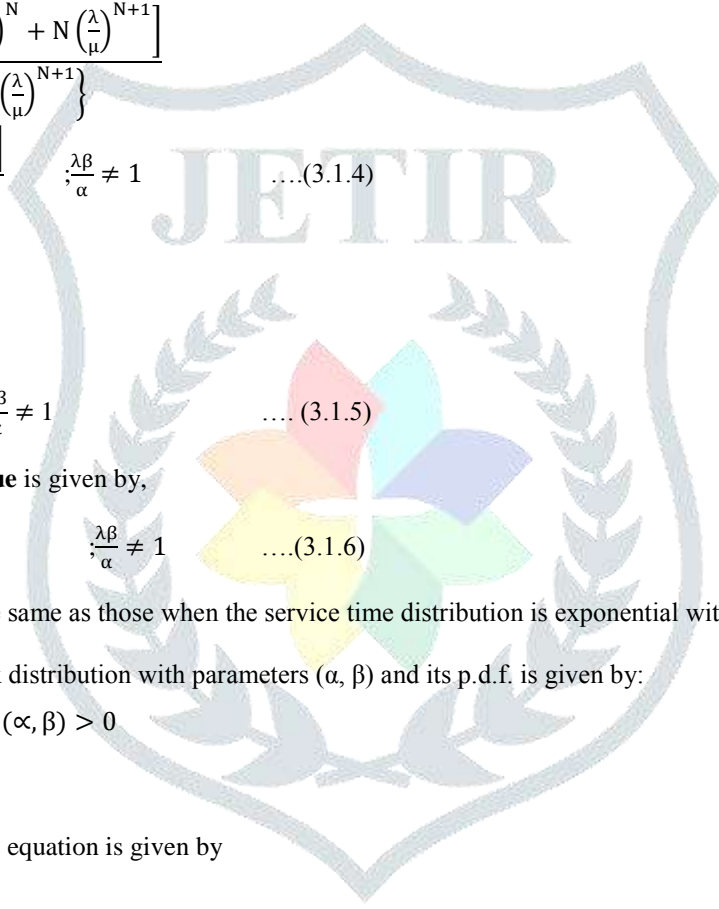 )^N + N (λ/μ)^{N+1}]
(λ/μ)^{N+1}}
]
;λβ/α ≠ 1 ….(3.1.4)
JETIR
≠ 1 …. (3.1.5)
is given by,
;λβ/α ≠ 1 ….(3.1.6)
same as those when the service time distribution is exponential
distribution with parameters (α, β) and its p.d.f. is given by:
(∝, β) > 0
equation is given by